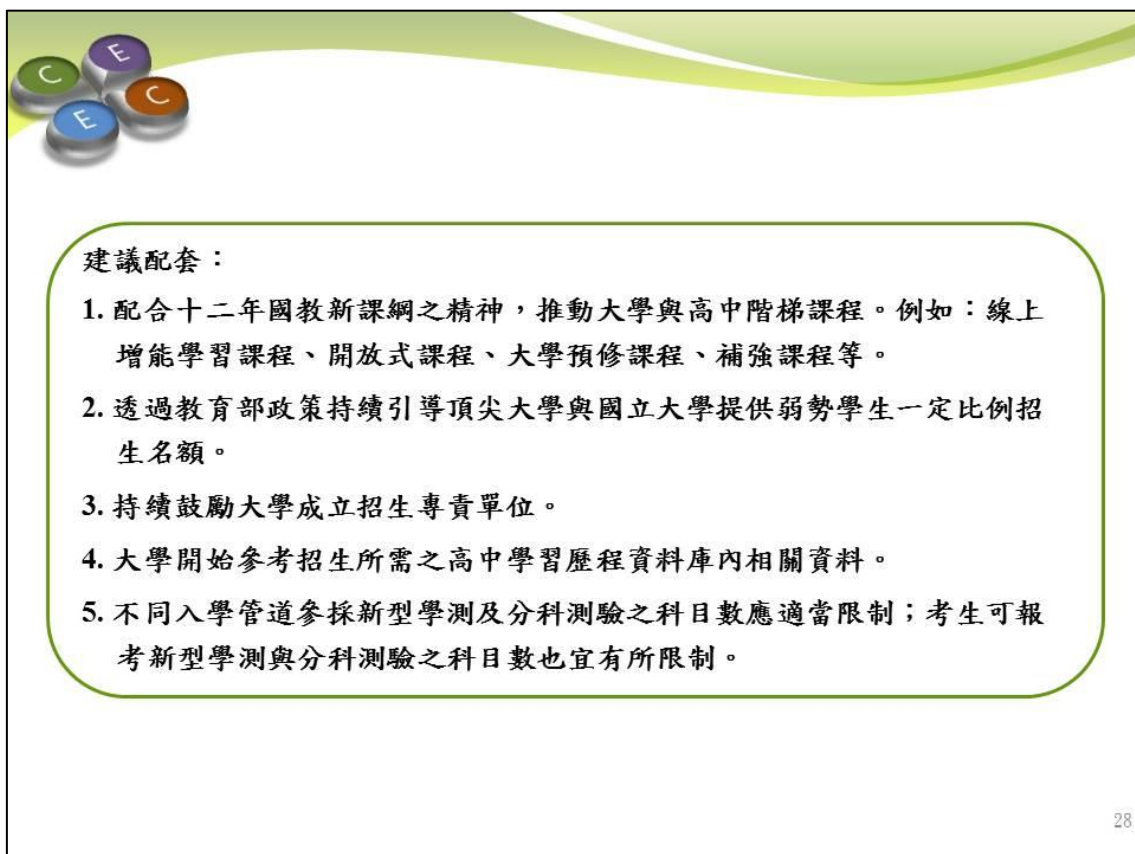 C
E
C
E
建議配套：
1. 配合十二年國教新課綱之精神，推動大學與高中階梯課程。例如：線上
增能學習課程、開放式課程、大學預修課程、補強課程等。
2. 透過教育部政策持續引導頂尖大學與國立大學提供弱勢學生一定比例招
生名額。
3. 持續鼓勵大學成立招生專責單位。
4. 大學開始參考招生所需之高中學習歷程資料庫內相關資料。
5. 不同入學管道參採新型學測及分科測驗之科目數應適當限制；考生可報
考新型學測與分科測驗之科目數也宜有所限制。
28